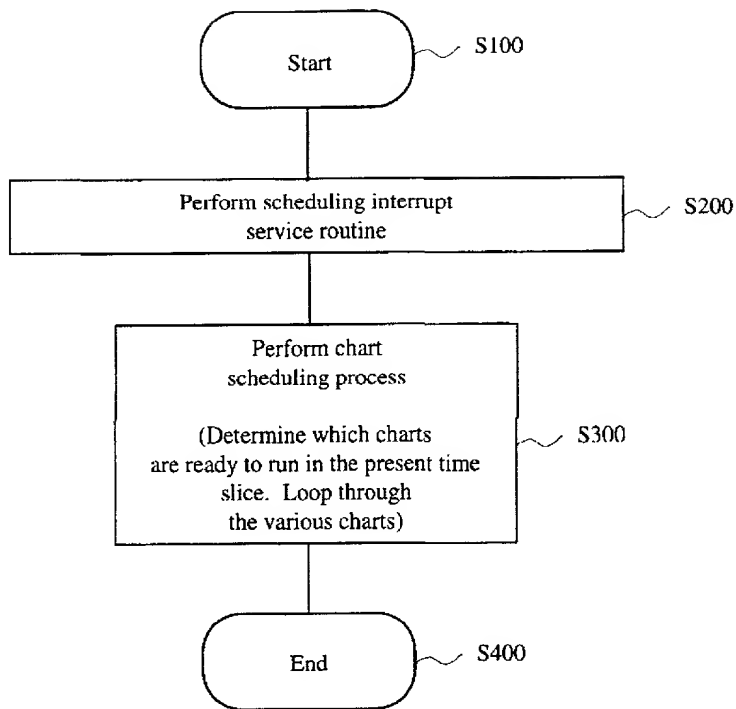 Start
S100
Perform scheduling interrupt
service routine
S200
Perform chart
scheduling process
(Determine which charts
are ready to run in the present time
slice. Loop through
the various charts)
S300
End
S400